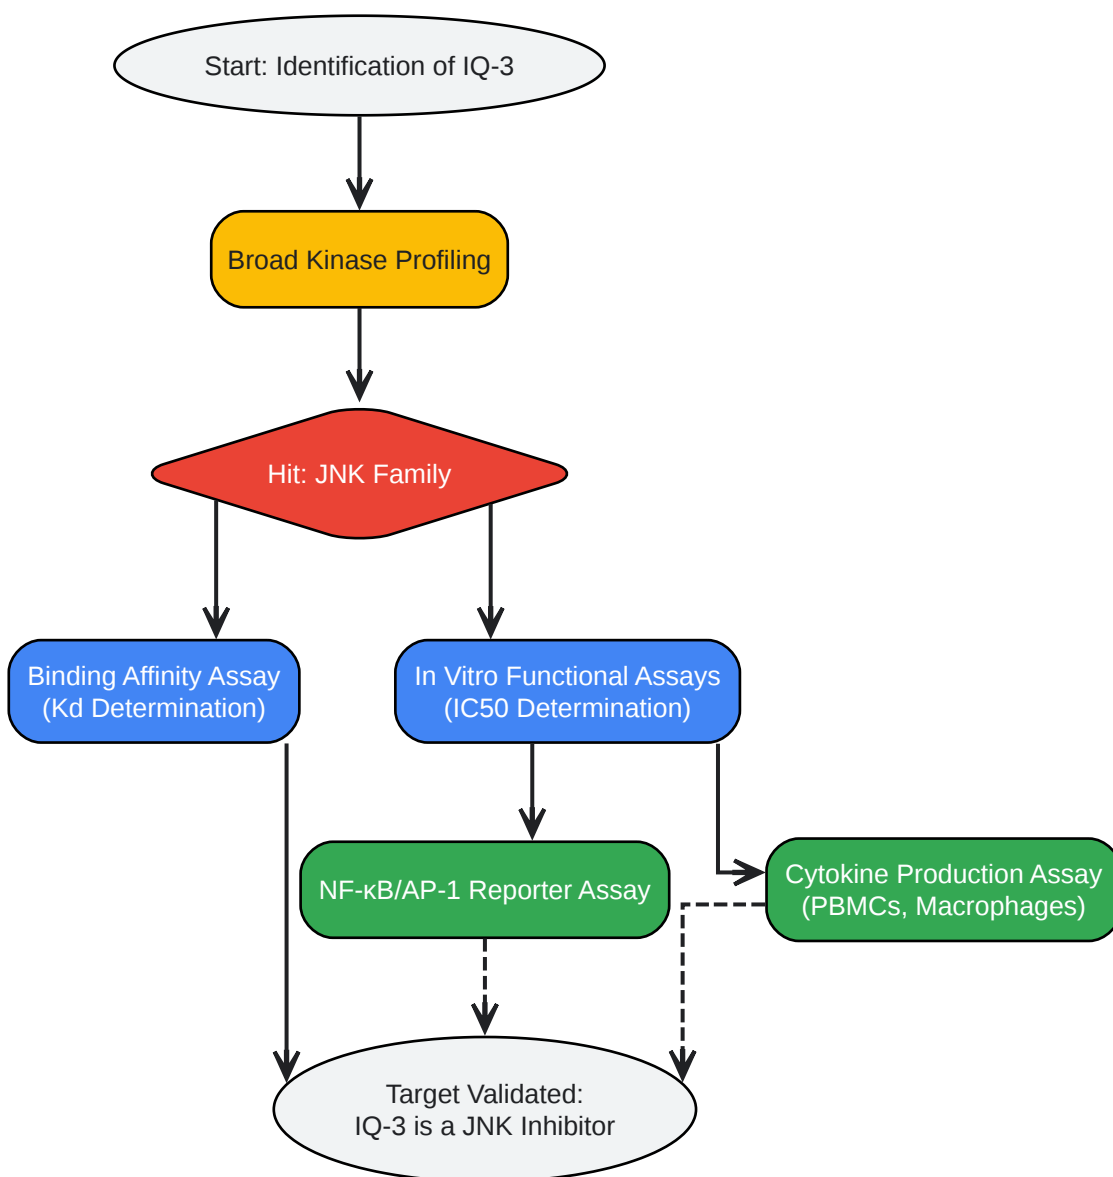 Start: Identification of IQ-3
Broad Kinase Profiling
Hit: JNK Family
Binding Affinity Assay
(Kd Determination)
In Vitro Functional Assays
(IC50 Determination)
NF-κB/AP-1 Reporter Assay
Cytokine Production Assay
(PBMCs, Macrophages)
Target Validated:
IQ-3 is a JNK Inhibitor